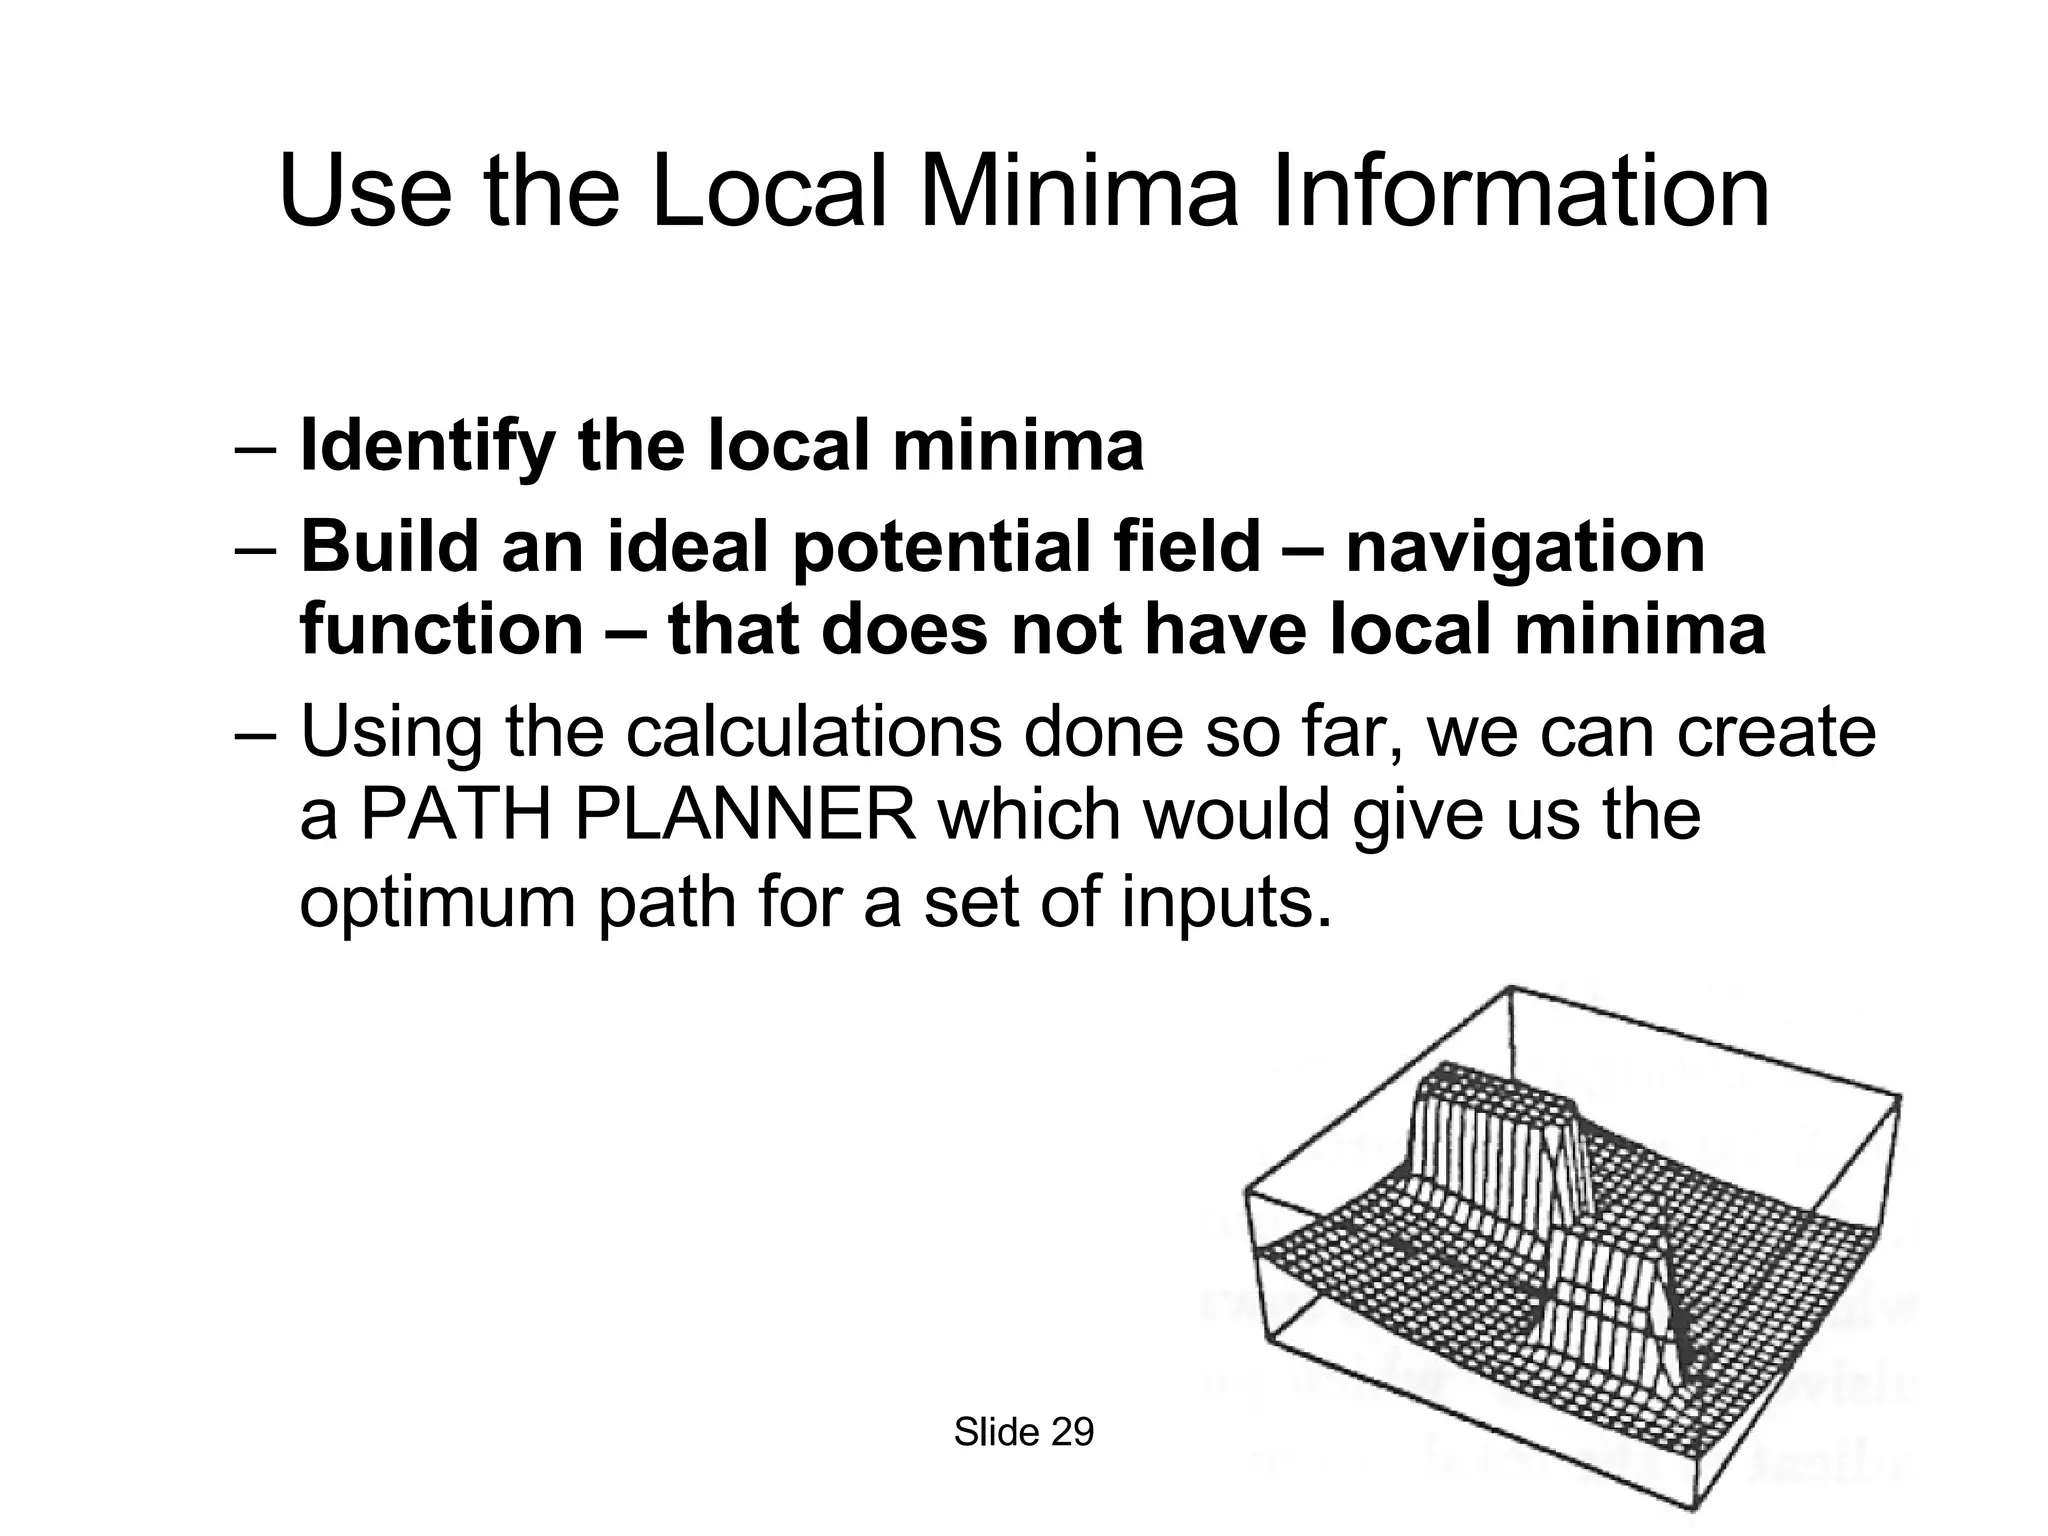 Use the Local Minima Information
– Identify the local minima
– Build an ideal potential field – navigation
function – that does not have local minima
– Using the calculations done so far, we can create
a PATH PLANNER which would give us the
optimum path for a set of inputs.
Slide 29